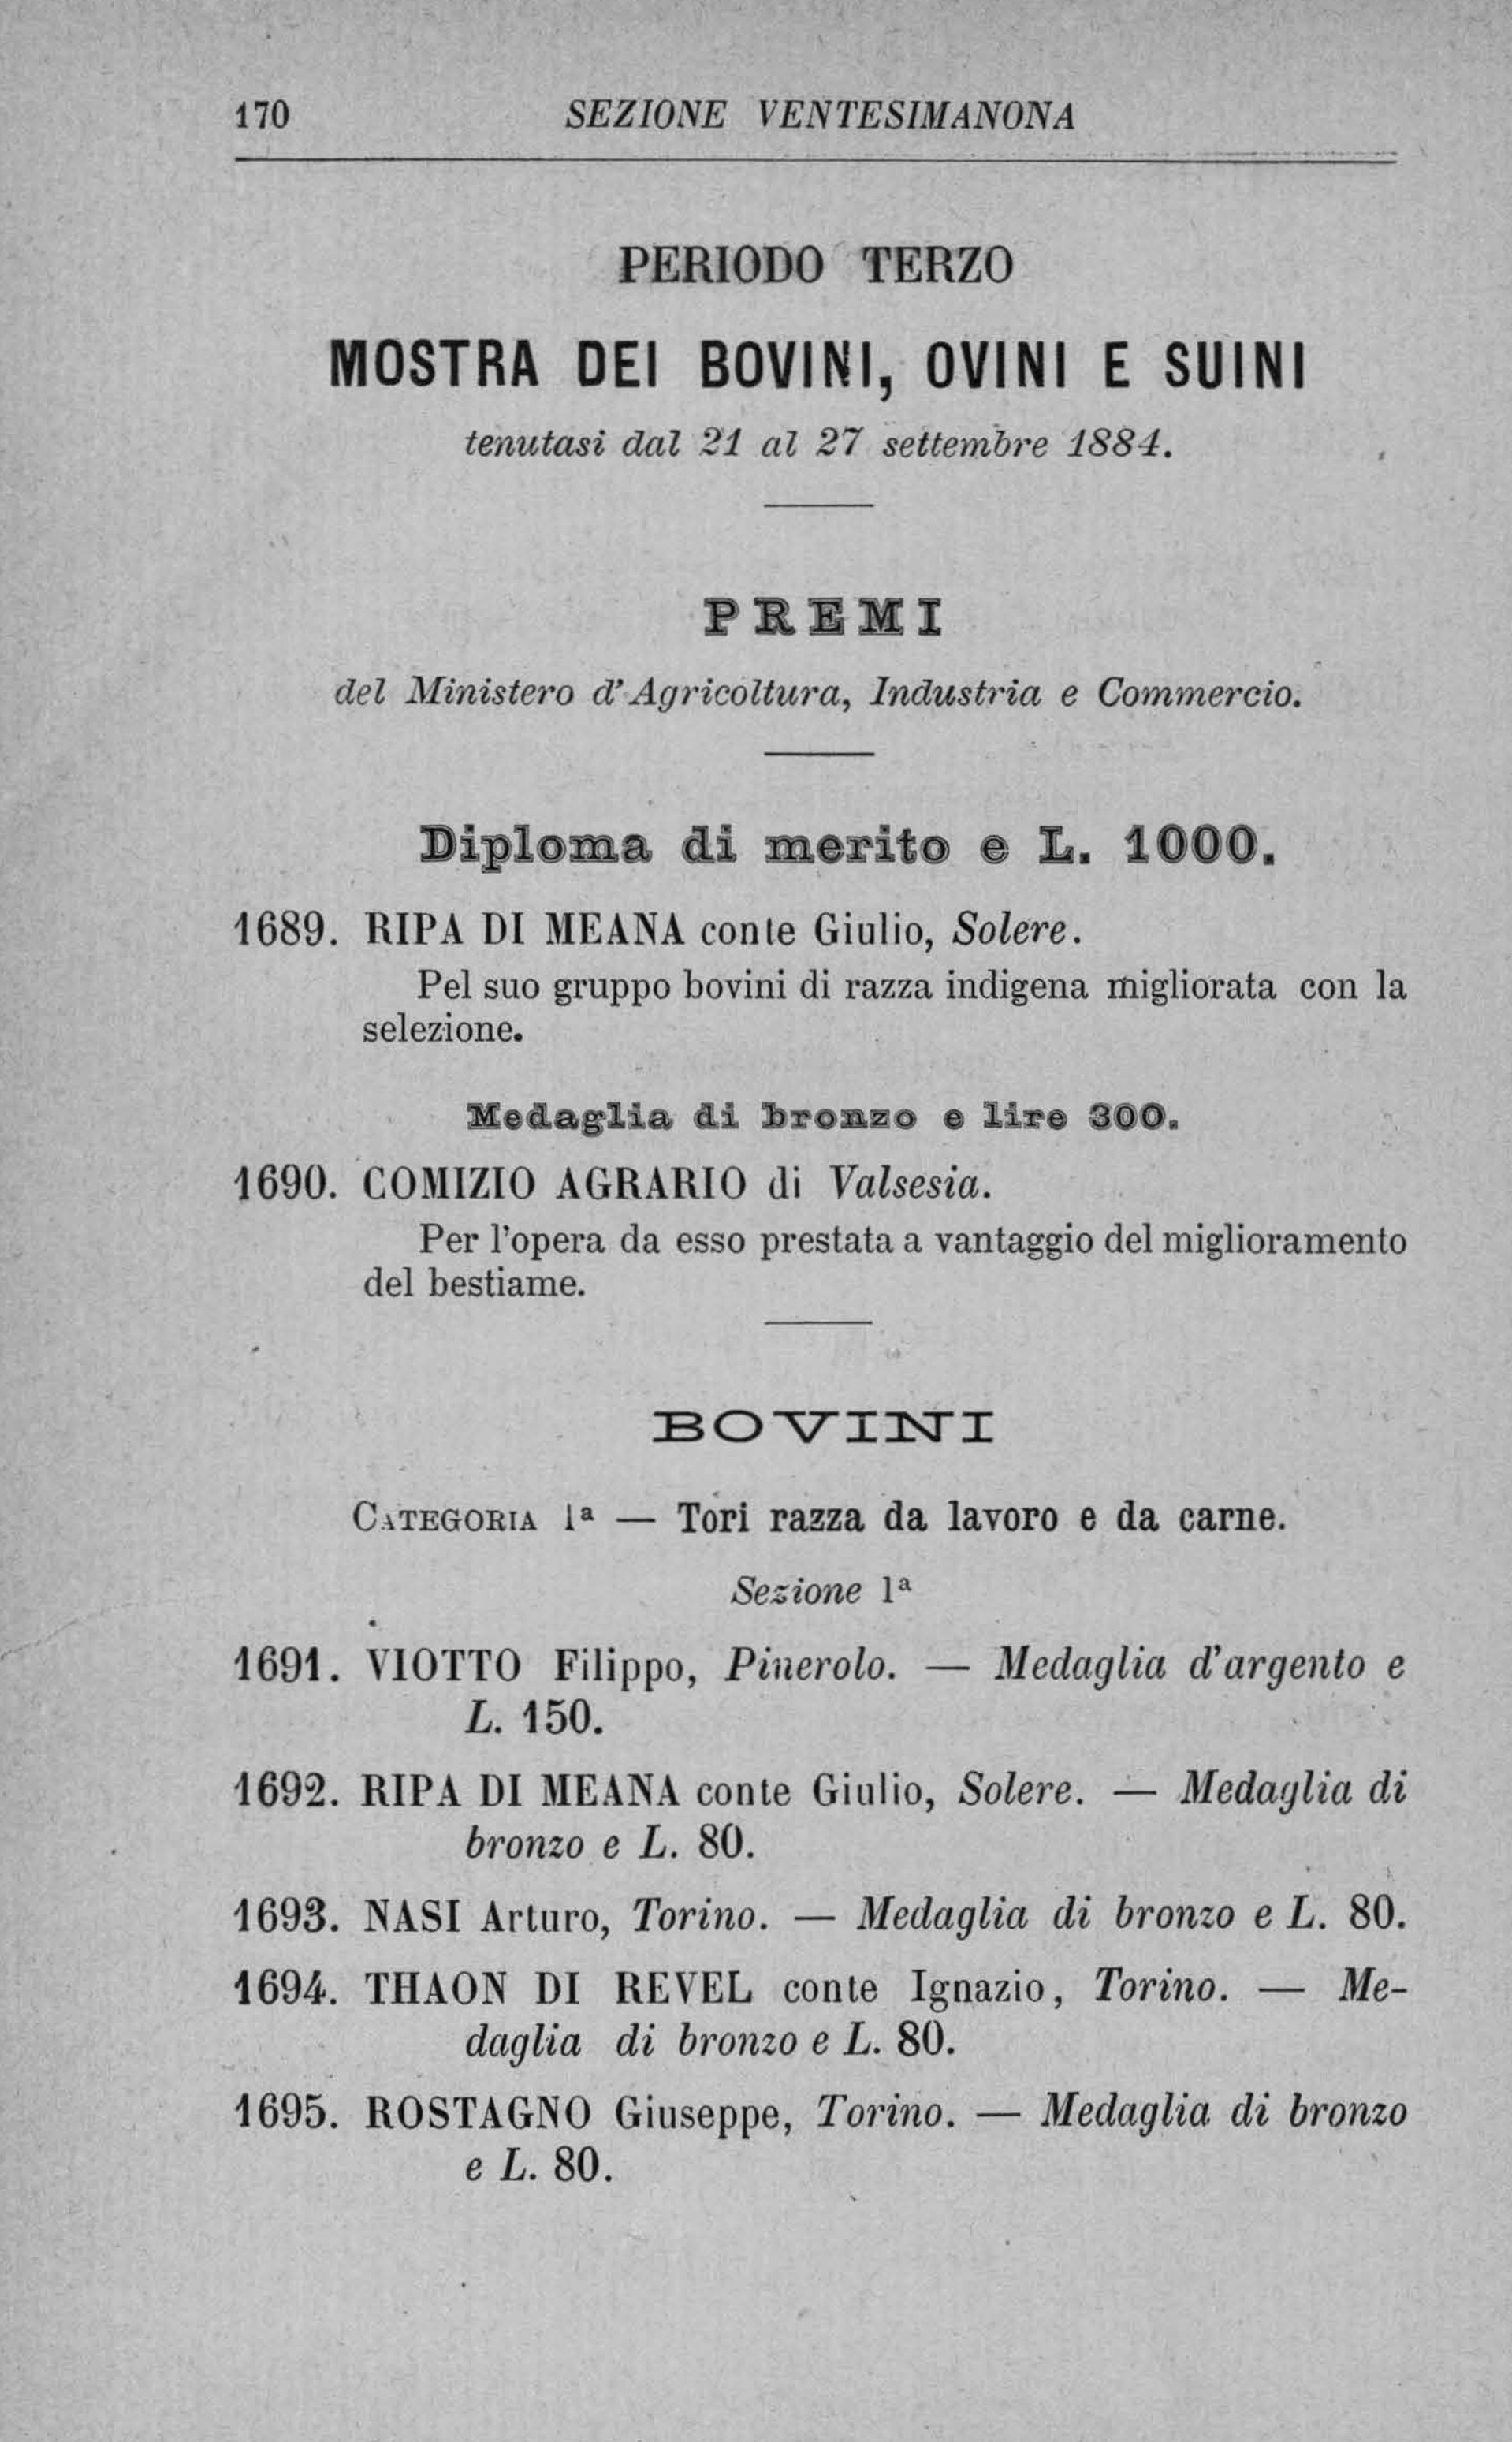 170 SEZIONE VENTESIMANONA
PERIODO TERZO
MOSTRA DEI BOVINI, OVINI E SUINI
tenutasi dal 21 al 27 settembre 1884.
PREMI
del Ministero d'Agricoltura, Industria e Commercio.
Diploma di merito e L. 1000.
1689. RIPA DI MEANA conte Giulio, Solere.
Pel suo gruppo bovini di razza indigena migliorata con la
selezione.
Medaglia di bronzo e lire 300.
1690. COMIZIO AGRARIO di Valsesia.
Per l'opera da esso prestata a vantaggio del miglioramento
del bestiame.
BOVINI
CATEGORIA 1ª — Tori razza da lavoro e da carne.
Sezione 1ª
1691. VIOTTO Filippo, Pinerolo. — Medaglia d'argento e
L. 150.
1692. RIPA DI MEANA conte Giulio, Solere. — Medaglia di
bronzo e L. 80.
1693. NASI Arturo, Torino. — Medaglia di bronzo e L. 80.
1694. THAON DI REVEL conte Ignazio, Torino. — Me-
daglia di bronzo e L. 80.
1695. ROSTAGNO Giuseppe, Torino. — Medaglia di bronzo
e L. 80.